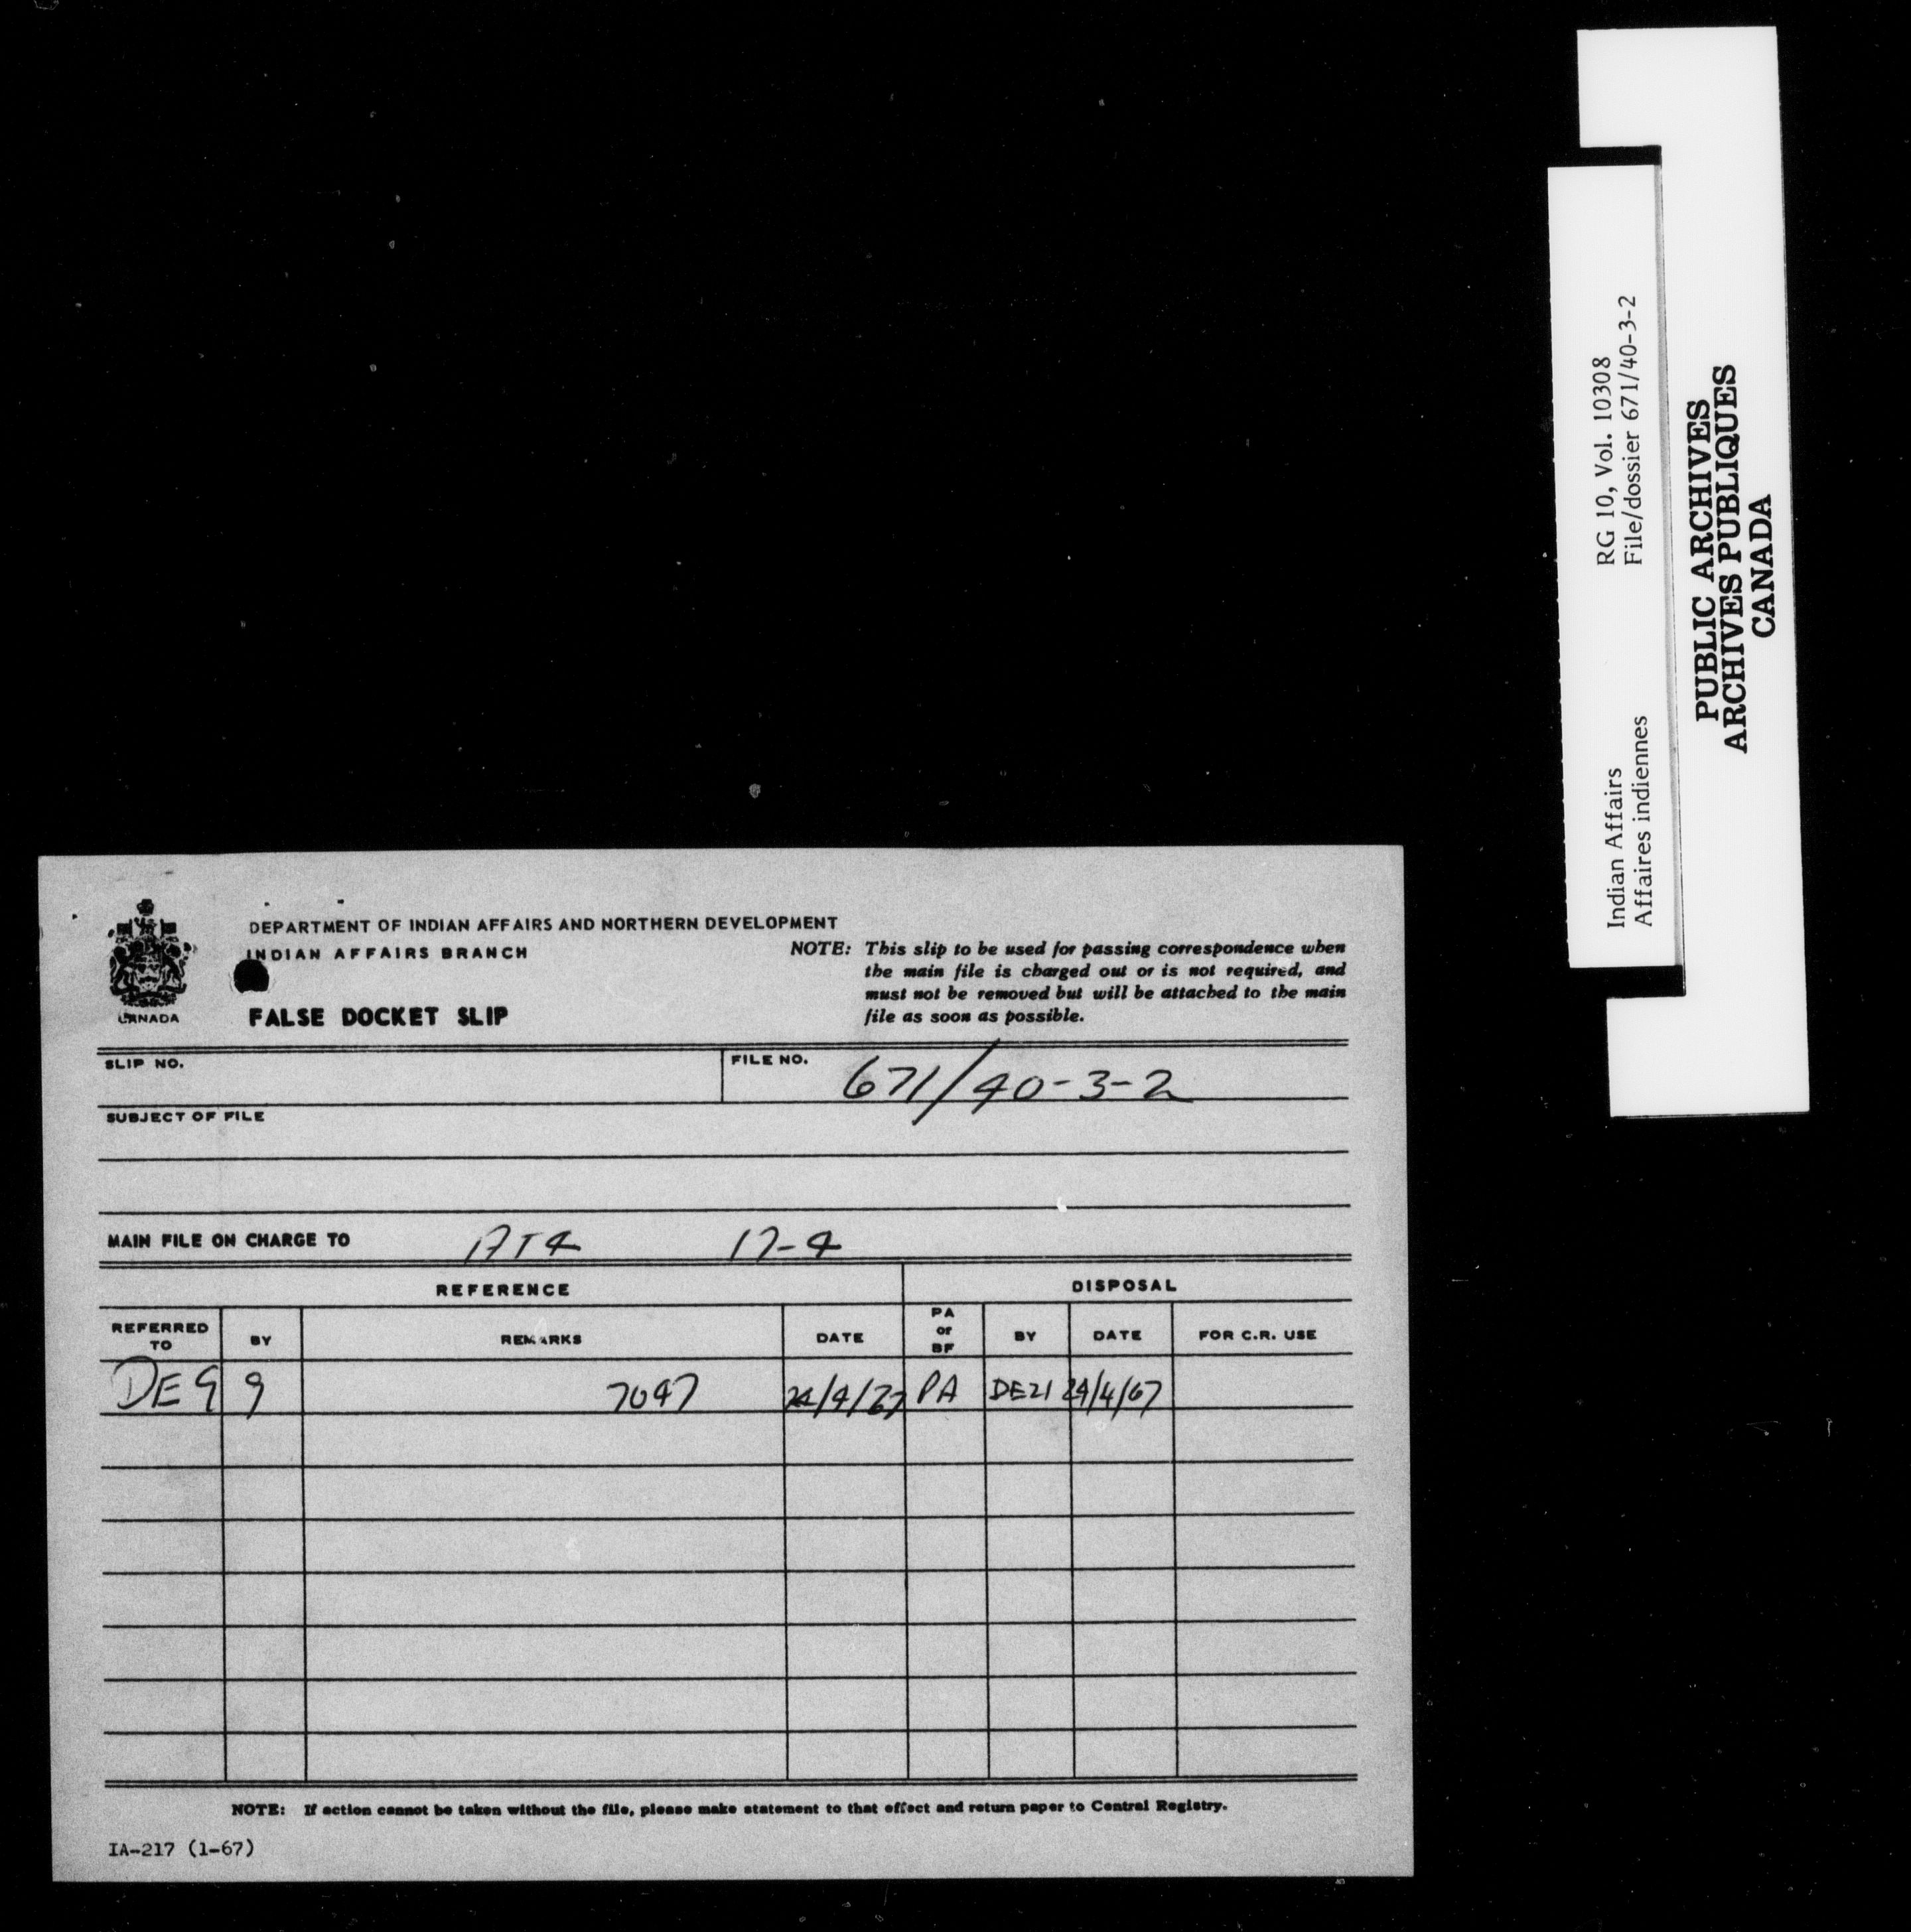 DEPARTMENT OF INDIAN AFFAIRS AND NORTHERN DEVELOPMENT
INDIAN AFFAIRS BRANCH
NOTE: This slip to be used for passing correspondence when
the main file is charged out or is not required, and
must not be removed but will be attached to the main
file as soon as possible.
CANADA
FALSE DOCKET SLIP
SLIP NO.
FILE NO. 671/40-3-2
SUBJECT OF FILE
MAIN FILE ON CHARGE TO AT4 17-4
REFERENCE DISPOSAL
REFERRED TO BY REMARKS DATE PA or BF BY DATE FOR C.R. USE
DE9 9 7047 /4/67 PA DE21 24/4/67
NOTE: If action cannot be taken without the file, please make statement to that effect and return paper to Central Registry.
IA-217 (1-67)
Indian Affairs RG 10, Vol. 10308
Affaires indiennes File/dossier 671/40-3-2
PUBLIC ARCHIVES
ARCHIVES PUBLIQUES
CANADA